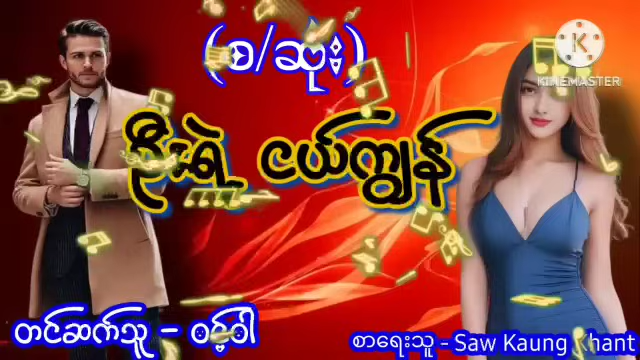 (စ/ဆုံး)
KINEMASTER
ဦးရဲ့ ငယ်ကျွန်
တင်ဆက်သူ - ဝင့်ဝါ
စာရေးသူ - Saw Kaung Khant